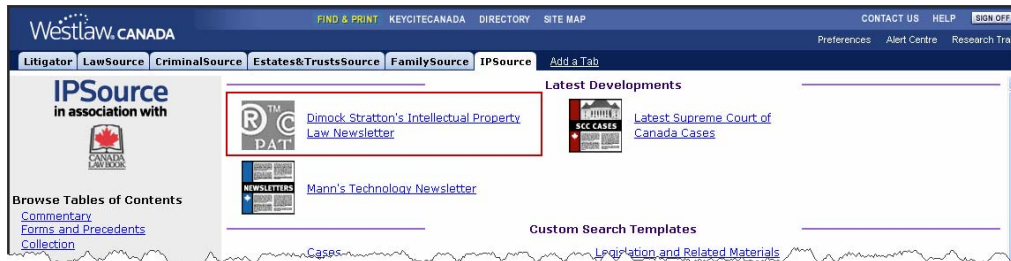 Westlaw. CANADA
FIND & PRINT KEYCITECANADA DIRECTORY SITE MAP
CONTACT US HELP SIGN OFF
Preferences Alert Centre Research Tra
Litigator LawSource CriminalSource Estates&TrustsSource FamilySource IPSource Add a Tab
IPSource
in association with
CANADA
LAW BOOK
Browse Tables of Contents
Commentary
Forms and Precedents
Collection
Latest Developments
® TM ©
PAT
Dimock Stratton's Intellectual Property
Law Newsletter
SCC CASES
Latest Supreme Court of
Canada Cases
NEWSLETTERS
Mann's Technology Newsletter
Custom Search Templates
Cases
Legislation and Related Materials